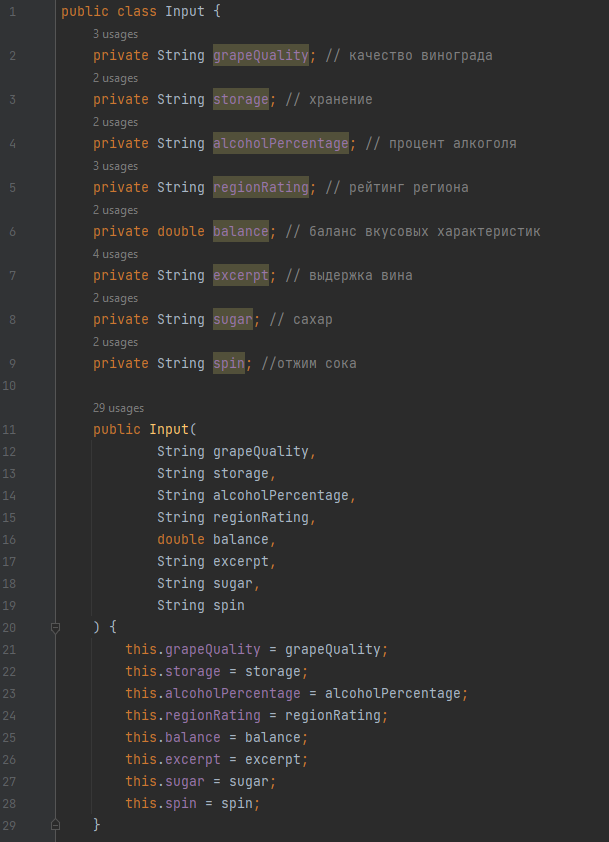 1 public class Input {
3 usages
2 private String grapeQuality; // качество винограда
2 usages
3 private String storage; // хранение
2 usages
4 private String alcoholPercentage; // процент алкоголя
3 usages
5 private String regionRating; // рейтинг региона
2 usages
6 private double balance; // баланс вкусовых характеристик
4 usages
7 private String excerpt; // выдержка вина
2 usages
8 private String sugar; // сахар
2 usages
9 private String spin; //отжим сока
10
29 usages
11 public Input(
12 String grapeQuality,
13 String storage,
14 String alcoholPercentage,
15 String regionRating,
16 double balance,
17 String excerpt,
18 String sugar,
19 String spin
20 ) {
21 this.grapeQuality = grapeQuality;
22 this.storage = storage;
23 this.alcoholPercentage = alcoholPercentage;
24 this.regionRating = regionRating;
25 this.balance = balance;
26 this.excerpt = excerpt;
27 this.sugar = sugar;
28 this.spin = spin;
29 }